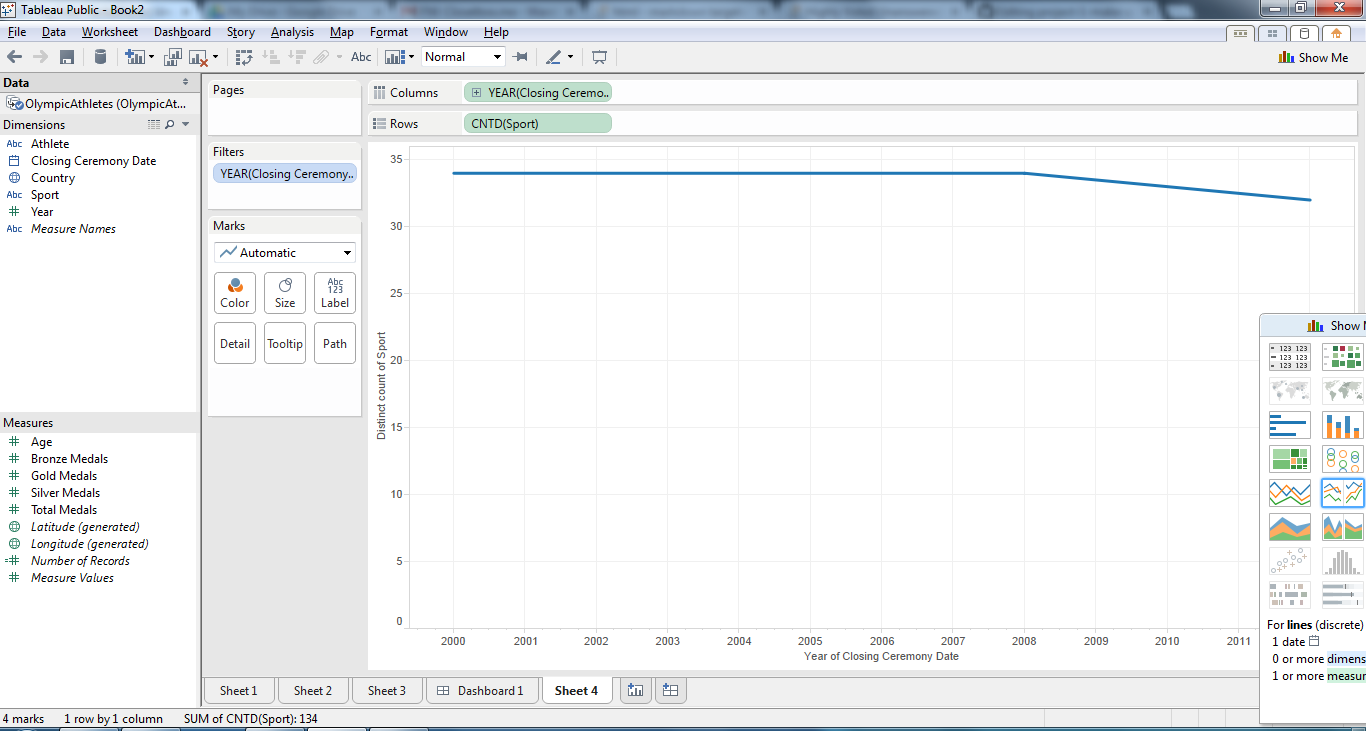 Tableau Public - Book2
File Data Worksheet Dashboard Story Analysis Map Format Window Help
Abc Normal Show Me
Data
OlympicAthletes (OlympicAt...
Dimensions
Abc Athlete
Closing Ceremony Date
Country
Abc Sport
Year
Abc Measure Names
Measures
Age
Bronze Medals
Gold Medals
Silver Medals
Total Medals
Latitude (generated)
Longitude (generated)
Number of Records
Measure Values
Pages
Filters
YEAR(Closing Ceremony..
Marks
Automatic
Abc
123
Color Size Label
Detail Tooltip Path
Columns YEAR(Closing Ceremo..
Rows CNTD(Sport)
35
30
25
20
15
10
5
0
Distinct count of Sport
2000 2001 2002 2003 2004 2005 2006 2007 2008 2009 2010 2011
Year of Closing Ceremony Date
Show M
123 123
123 123
123 123
For lines (discrete)
1 date
0 or more dimens
1 or more measur
Sheet 1 Sheet 2 Sheet 3 Dashboard 1 Sheet 4
4 marks 1 row by 1 column SUM of CNTD(Sport): 134